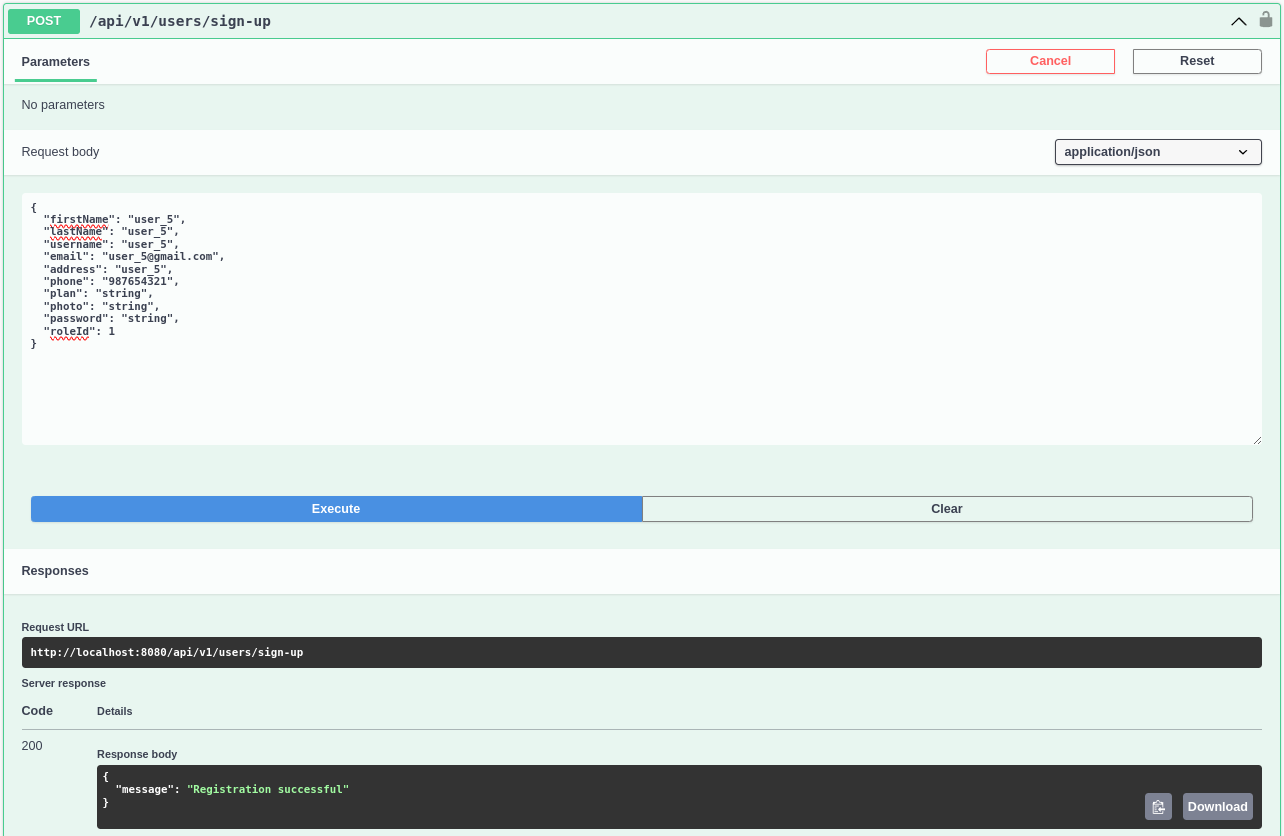 POST /api/v1/users/sign-up
Parameters
Cancel
Reset
No parameters
Request body
application/json
{
  "firstName": "user_5",
  "lastName": "user_5",
  "username": "user_5",
  "email": "user_5@gmail.com",
  "address": "user_5",
  "phone": "987654321",
  "plan": "string",
  "photo": "string",
  "password": "string",
  "roleId": 1
}
Execute
Clear
Responses
Request URL
http://localhost:8080/api/v1/users/sign-up
Server response
Code
Details
200
Response body
{
  "message": "Registration successful"
}
Download